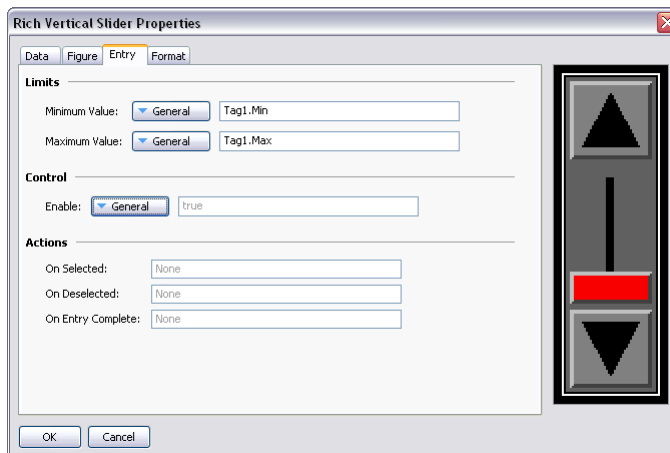 Rich Vertical Slider Properties
Data Figure Entry Format
Limits
Minimum Value: General Tag1.Min
Maximum Value: General Tag1.Max
Control
Enable: General true
Actions
On Selected: None
On Deselected: None
On Entry Complete: None
OK Cancel